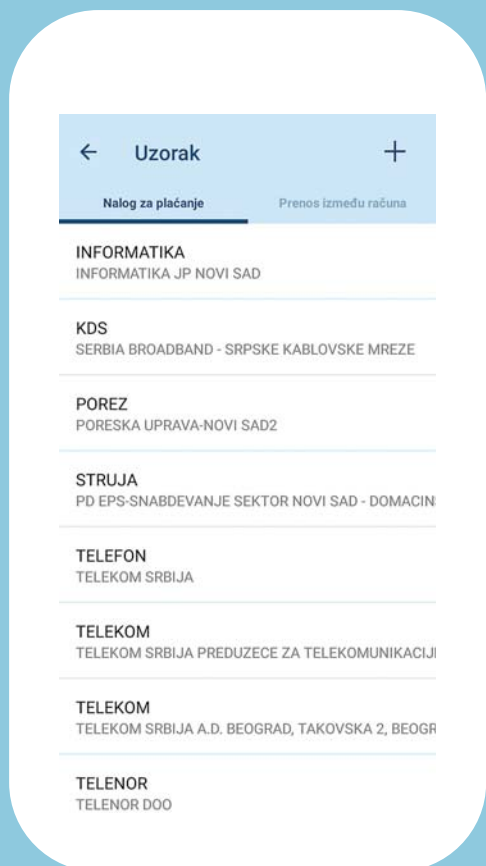 Uzorak
Nalog za plaćanje Prenos između računa
INFORMATIKA
INFORMATIKA JP NOVI SAD
KDS
SERBIA BROADBAND - SRPSKE KABLOVSKE MREZE
POREZ
PORESKA UPRAVA-NOVI SAD2
STRUJA
PD EPS-SNABDEVANJE SEKTOR NOVI SAD - DOMACIN
TELEFON
TELEKOM SRBIJA
TELEKOM
TELEKOM SRBIJA PREDUZECE ZA TELEKOMUNIKACIJ
TELEKOM
TELEKOM SRBIJA A.D. BEOGRAD, TAKOVSKA 2, BEOGR
TELENOR
TELENOR DOO